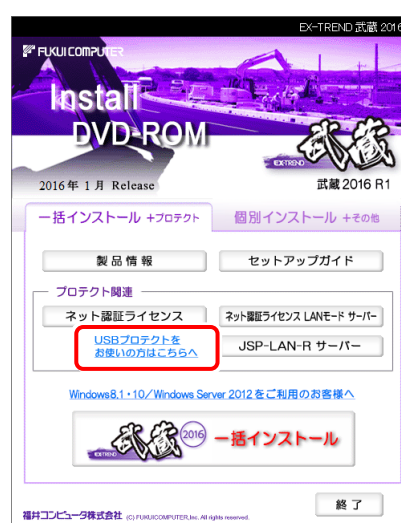 EX-TREND 武蔵 2016
FUKUI COMPUTER
Install
DVD-ROM
EX-TREND 武蔵
2016年 1月 Release
武蔵 2016 R1
一括インストール +プロテクト
個別インストール +その他
製品情報
セットアップガイド
プロテクト関連
ネット認証ライセンス
ネット認証ライセンス LANモード サーバー
USBプロテクトを
お使いの方はこちらへ
JSP-LAN-R サーバー
Windows8.1・10/Windows Server 2012 をご利用のお客様へ
EX-TREND 武蔵 2016 一括インストール
終了
福井コンピュータ株式会社 (C) FUKUICOMPUTER,Inc. All rights reserved.